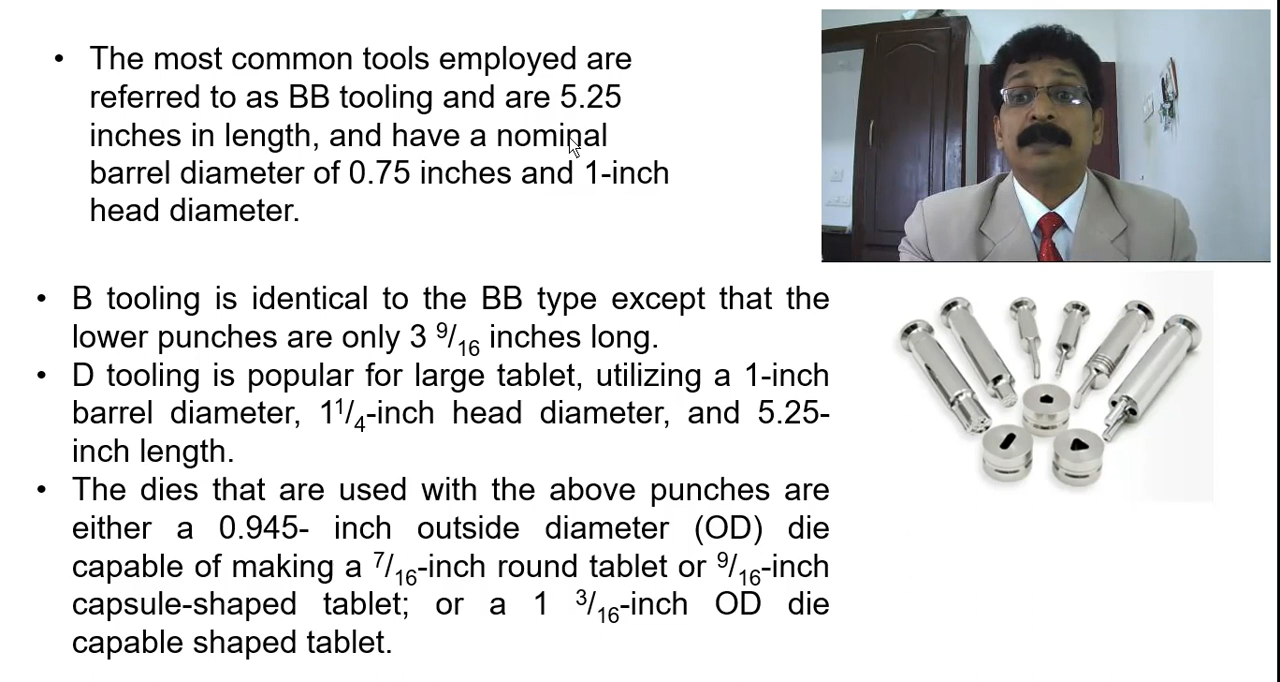 • The most common tools employed are
referred to as BB tooling and are 5.25
inches in length, and have a nominal
barrel diameter of 0.75 inches and 1-inch
head diameter.
• B tooling is identical to the BB type except that the
lower punches are only 3 9/16 inches long.
• D tooling is popular for large tablet, utilizing a 1-inch
barrel diameter, 11/4-inch head diameter, and 5.25-
inch length.
• The dies that are used with the above punches are
either a 0.945- inch outside diameter (OD) die
capable of making a 7/16-inch round tablet or 9/16-inch
capsule-shaped tablet; or a 1 3/16-inch OD die
capable shaped tablet.